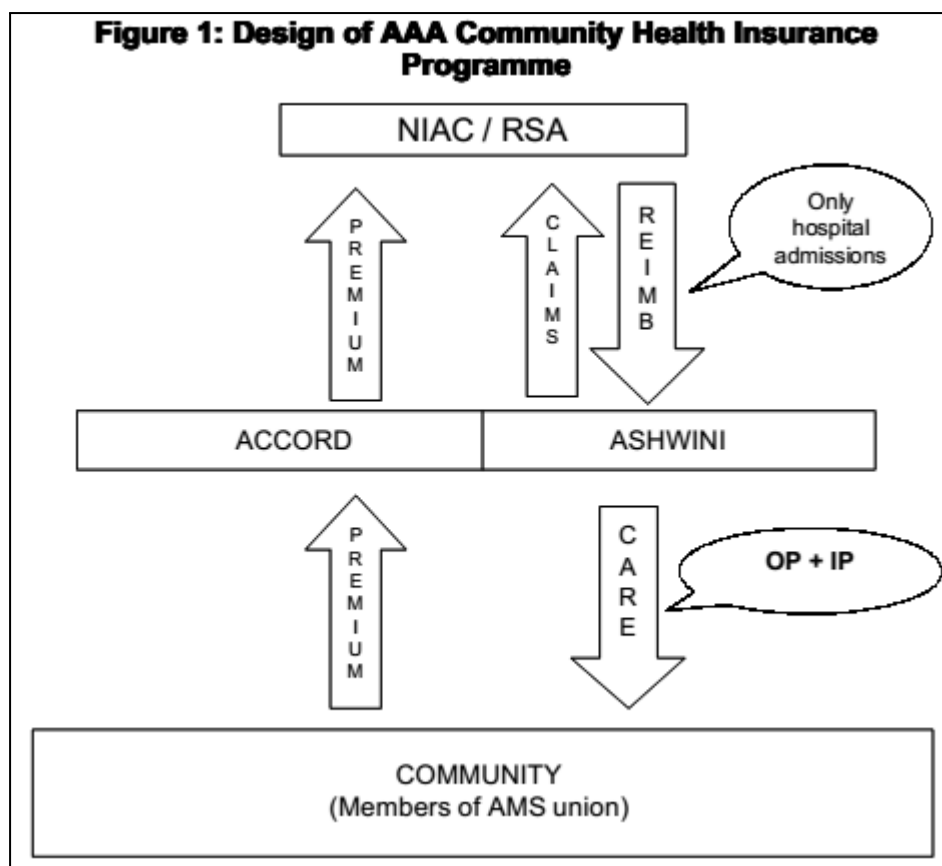 Figure 1: Design of AAA Community Health Insurance
Programme
NIAC / RSA
PREMIUM
CLAIMS
REIMB
Only
hospital
admissions
ACCORD
ASHWINI
PREMIUM
CARE
OP + IP
COMMUNITY
(Members of AMS union)